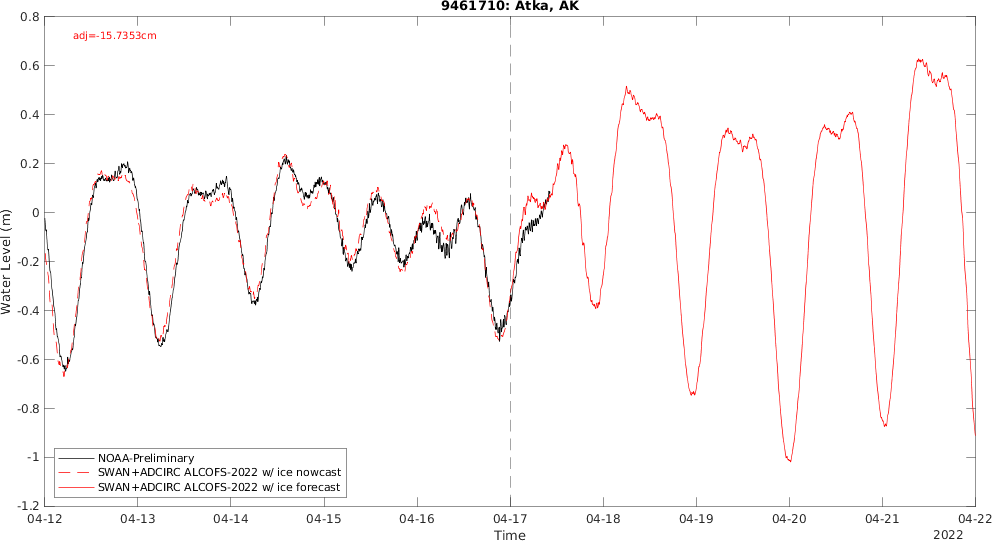 9461710: Atka, AK
adj=-15.7353cm
0.8
0.6
0.4
0.2
0
-0.2
-0.4
-0.6
-0.8
-1
-1.2
Water Level (m)
NOAA-Preliminary
SWAN+ADCIRC ALCOFS-2022 w/ ice nowcast
SWAN+ADCIRC ALCOFS-2022 w/ ice forecast
04-12 04-13 04-14 04-15 04-16 04-17 04-18 04-19 04-20 04-21 04-22
Time
2022